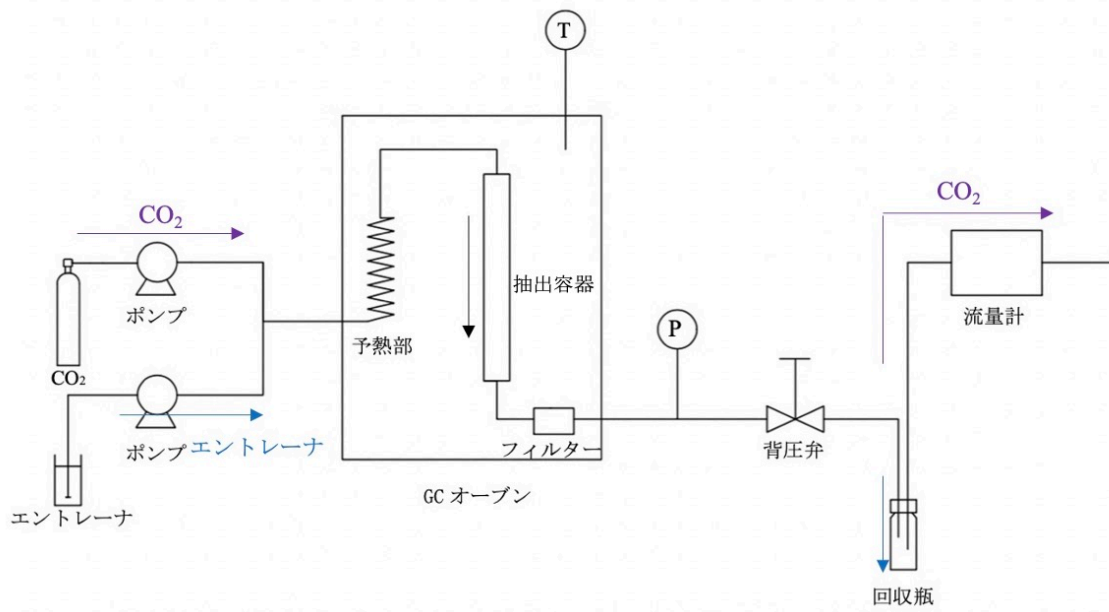 T
CO₂
ポンプ
CO₂
ポンプ
エントレーナ
エントレーナ
予熱部
抽出容器
フィルター
GC オーブン
P
背圧弁
CO₂
流量計
回収瓶